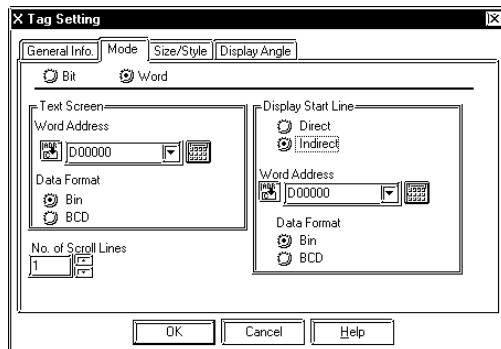 X Tag Setting
General Info. Mode Size/Style Display Angle
Bit Word
Text Screen
Word Address
D00000
Data Format
Bin
BCD
No. of Scroll Lines
1
Display Start Line
Direct
Indirect
Word Address
D00000
Data Format
Bin
BCD
OK Cancel Help